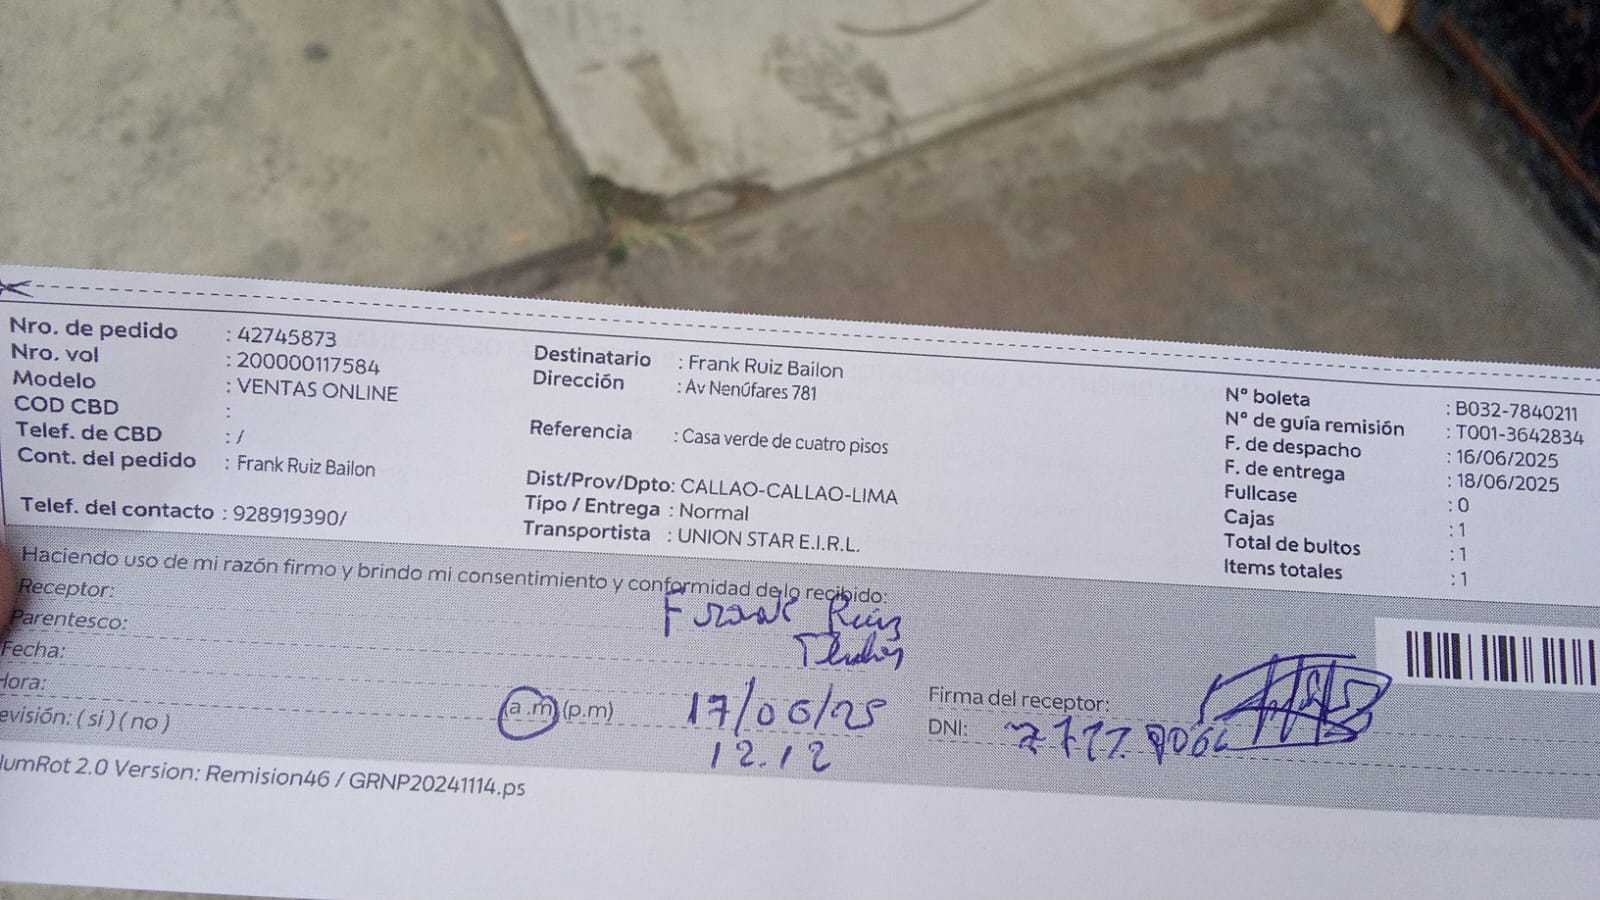 Nro. de pedido : 42745873
Nro. vol : 200000117584
Modelo : VENTAS ONLINE
COD CBD :
Telef. de CBD : /
Cont. del pedido : Frank Ruiz Bailon
Telef. del contacto : 928919390/
Destinatario : Frank Ruiz Bailon
Dirección : Av Nenúfares 781
Referencia : Casa verde de cuatro pisos
Dist/Prov/Dpto: CALLAO-CALLAO-LIMA
Tipo / Entrega : Normal
Transportista : UNION STAR E.I.R.L.
N° boleta : B032-7840211
N° de guía remisión : T001-3642834
F. de despacho : 16/06/2025
F. de entrega : 18/06/2025
Fullcase : 0
Cajas : 1
Total de bultos : 1
Items totales : 1
Haciendo uso de mi razón firmo y brindo mi consentimiento y conformidad de lo recibido:
Receptor: Frank Ruiz
Parentesco:
Fecha: 17/06/25
Hora: (a.m) (p.m) 12.12
evisión: ( si ) ( no )
Firma del receptor:
DNI:
lumRot 2.0 Version: Remision46 / GRNP20241114.ps